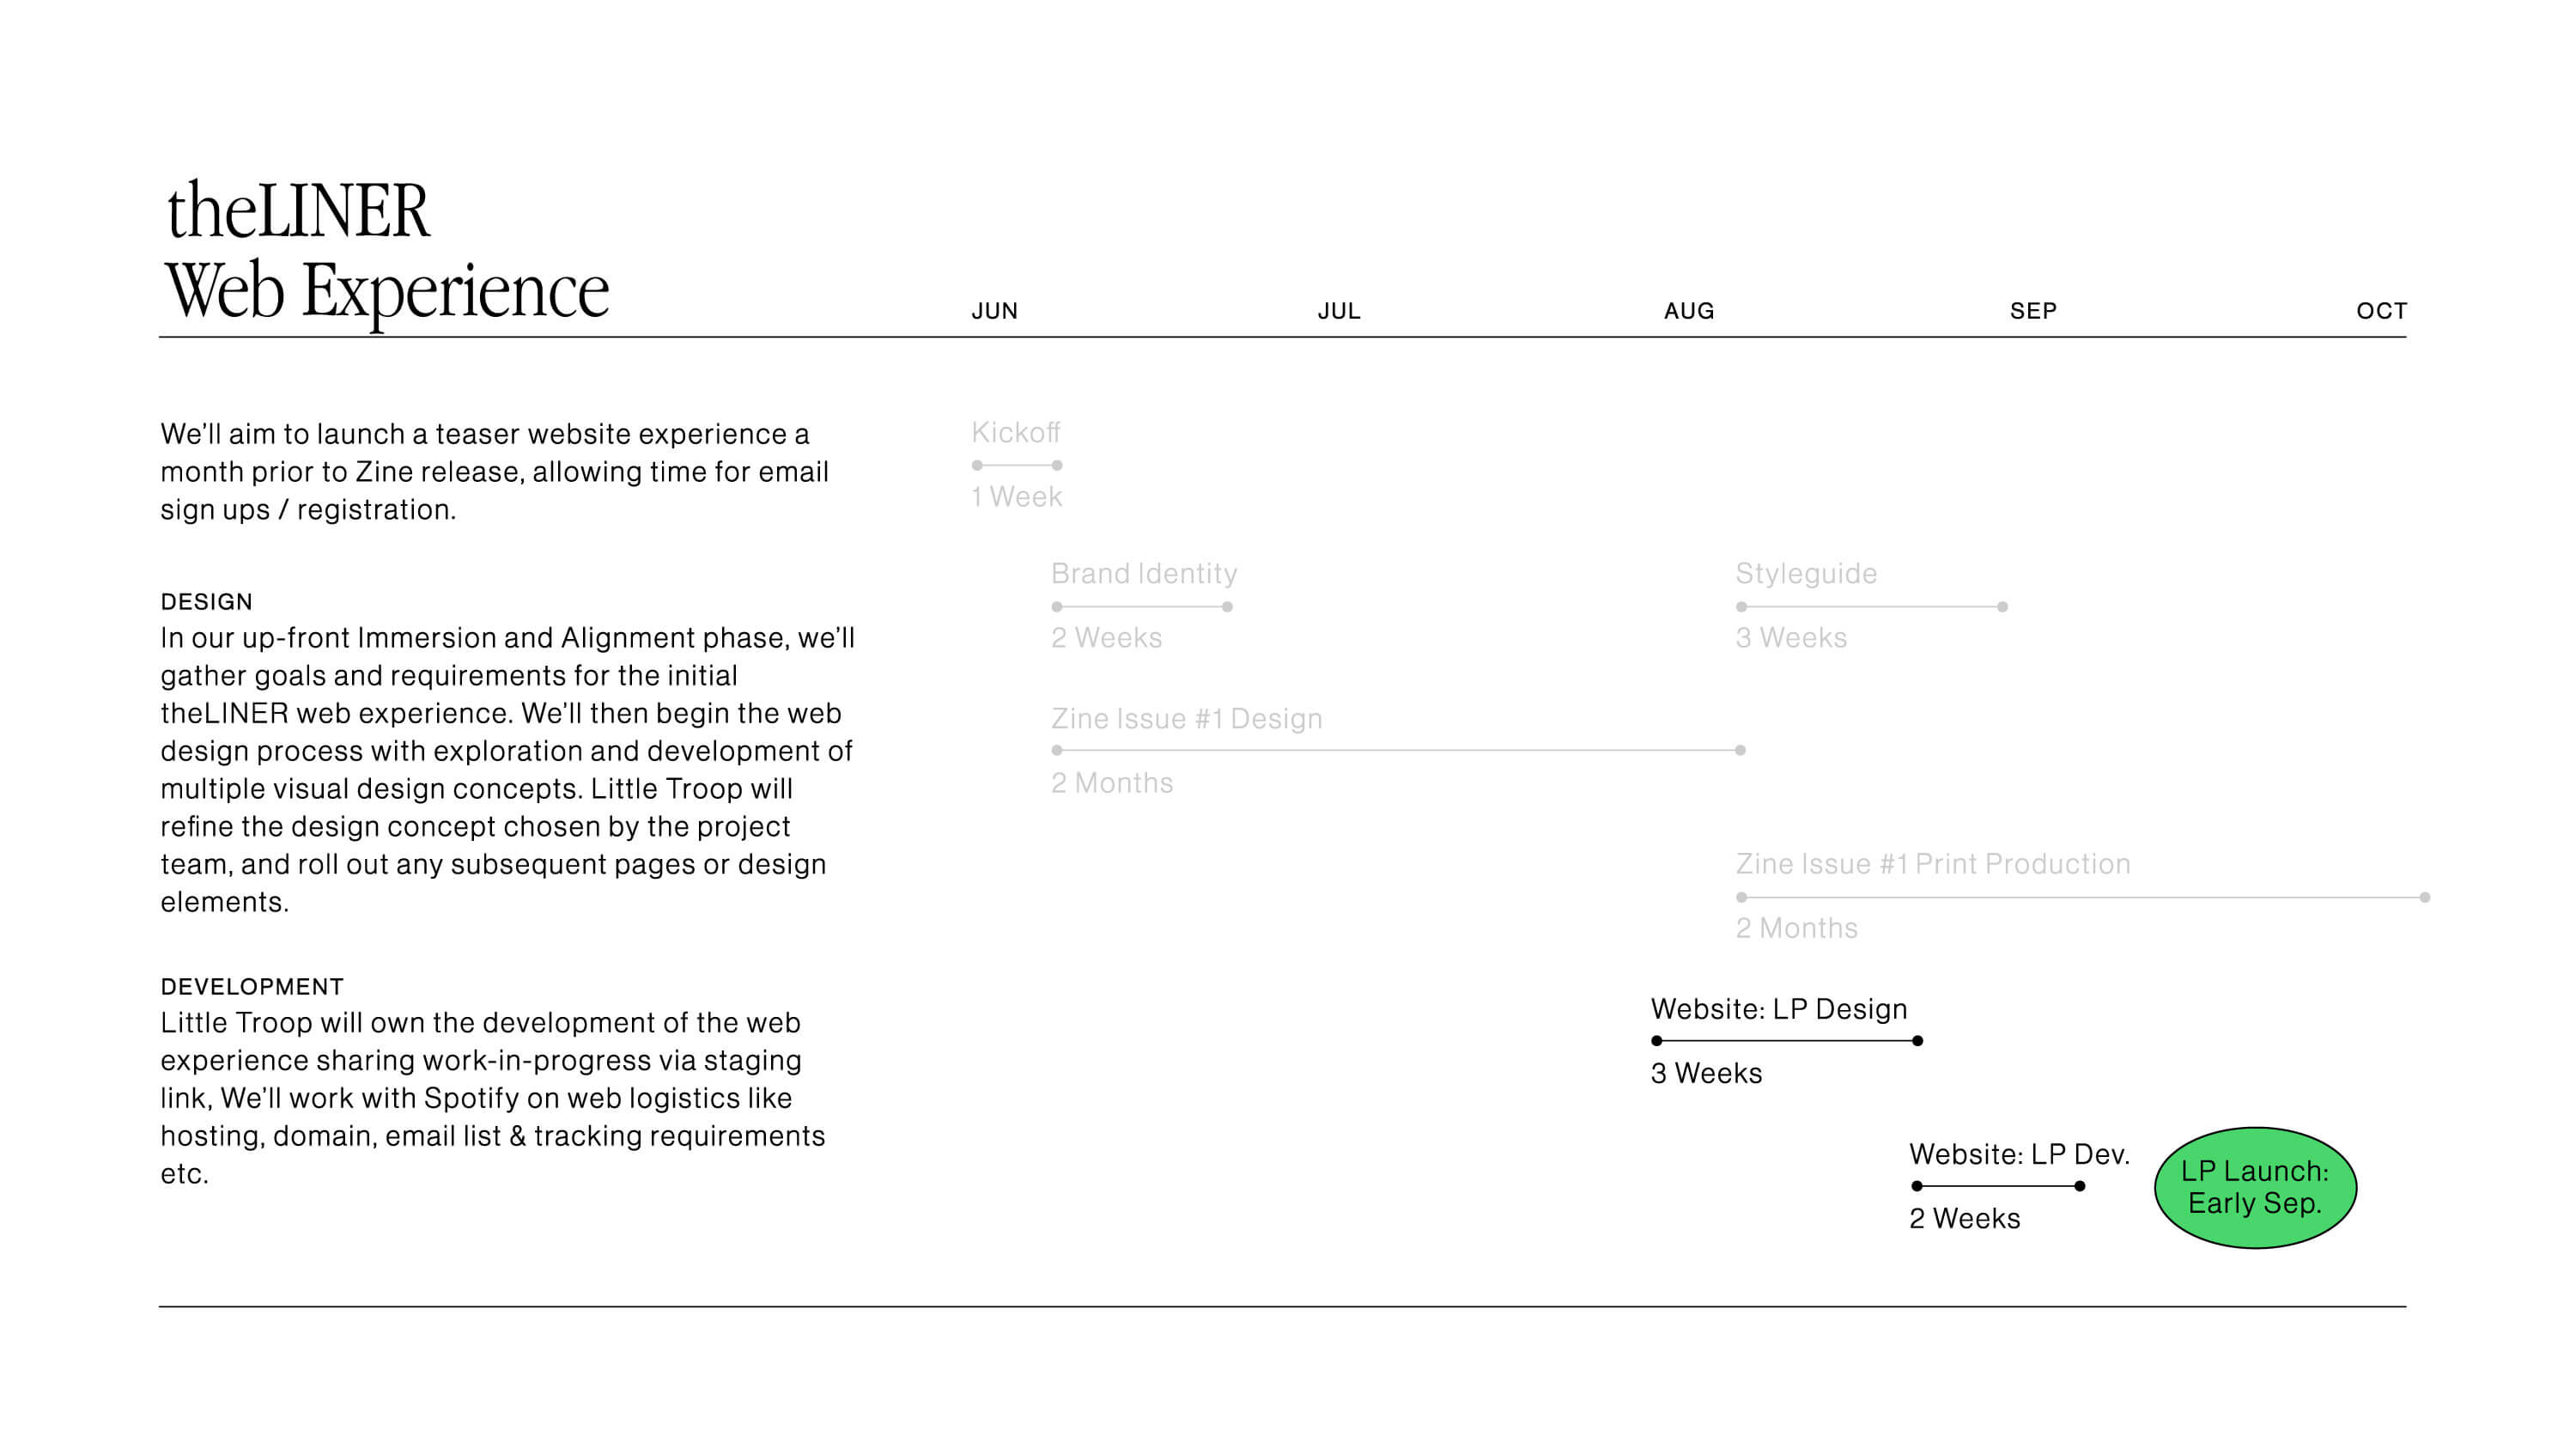 theLINER
Web Experience
JUN
JUL
AUG
SEP
OCT
We’ll aim to launch a teaser website experience a
month prior to Zine release, allowing time for email
sign ups / registration.
DESIGN
In our up-front Immersion and Alignment phase, we’ll
gather goals and requirements for the initial
theLINER web experience. We’ll then begin the web
design process with exploration and development of
multiple visual design concepts. Little Troop will
refine the design concept chosen by the project
team, and roll out any subsequent pages or design
elements.
DEVELOPMENT
Little Troop will own the development of the web
experience sharing work-in-progress via staging
link, We’ll work with Spotify on web logistics like
hosting, domain, email list & tracking requirements
etc.
Kickoff
1 Week
Brand Identity
2 Weeks
Styleguide
3 Weeks
Zine Issue #1 Design
2 Months
Zine Issue #1 Print Production
2 Months
Website: LP Design
3 Weeks
Website: LP Dev.
2 Weeks
LP Launch:
Early Sep.